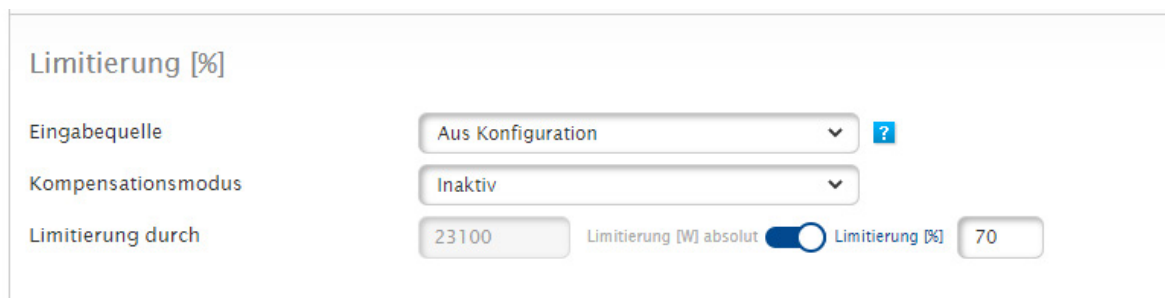 Limitierung [%]
Eingabequelle Aus Konfiguration ?
Kompensationsmodus Inaktiv
Limitierung durch 23100 Limitierung [W] absolut Limitierung [%] 70